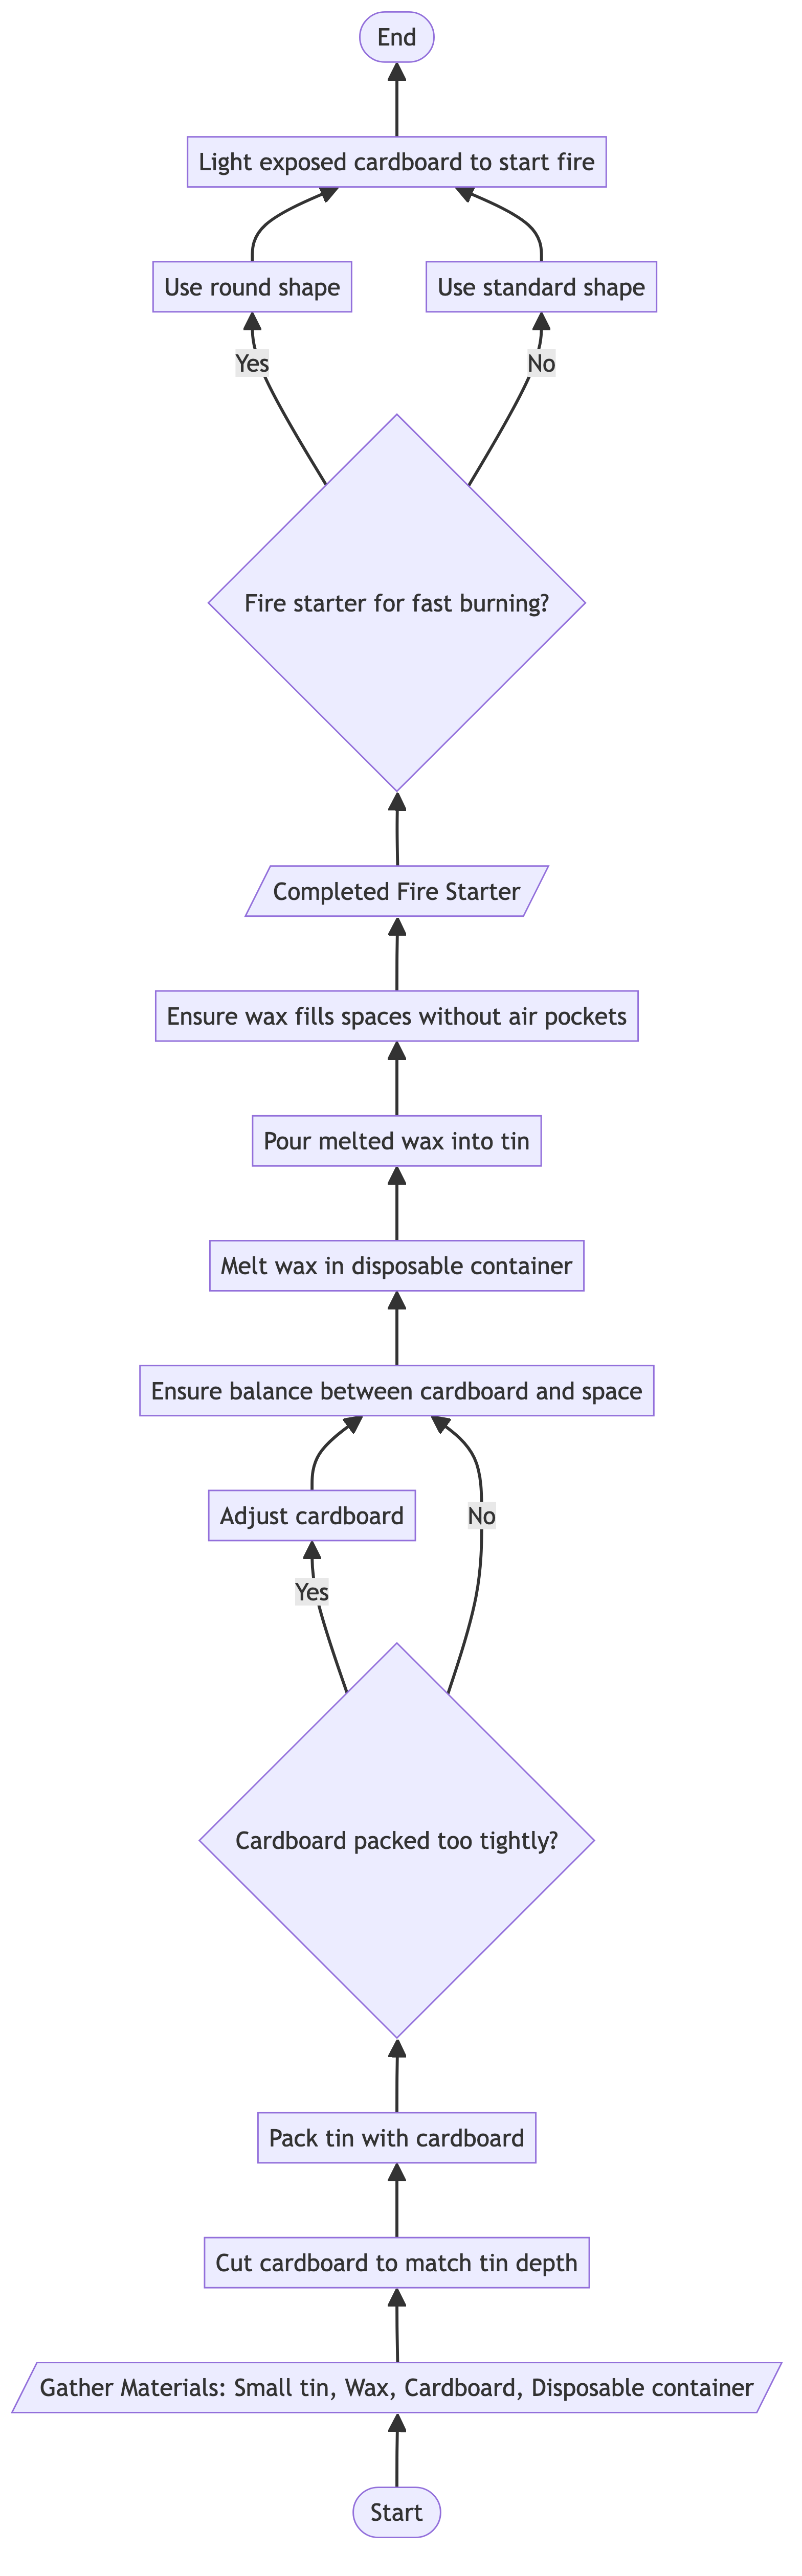 End
Light exposed cardboard to start fire
Use round shape
Use standard shape
Yes
No
Fire starter for fast burning?
Completed Fire Starter
Ensure wax fills spaces without air pockets
Pour melted wax into tin
Melt wax in disposable container
Ensure balance between cardboard and space
Adjust cardboard
No
Yes
Cardboard packed too tightly?
Pack tin with cardboard
Cut cardboard to match tin depth
Gather Materials: Small tin, Wax, Cardboard, Disposable container
Start